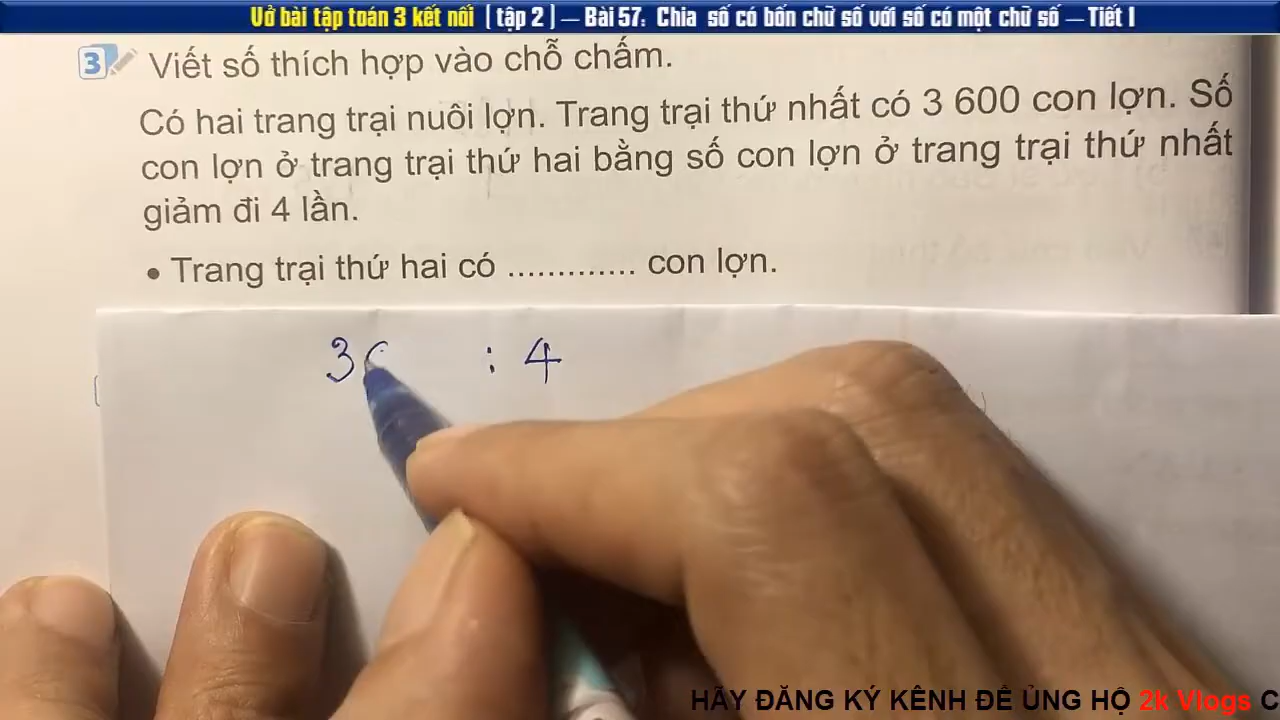 Vở bài tập toán 3 kết nối ( tập 2 ) – Bài 57: Chia số có bốn chữ số với số có một chữ số – Tiết 1
3 Viết số thích hợp vào chỗ chấm.
Có hai trang trại nuôi lợn. Trang trại thứ nhất có 3 600 con lợn. Số
con lợn ở trang trại thứ hai bằng số con lợn ở trang trại thứ nhất
giảm đi 4 lần.
• Trang trại thứ hai có ............. con lợn.
3 : 4
HÃY ĐĂNG KÝ KÊNH ĐỂ ỦNG HỘ 2k Vlogs C